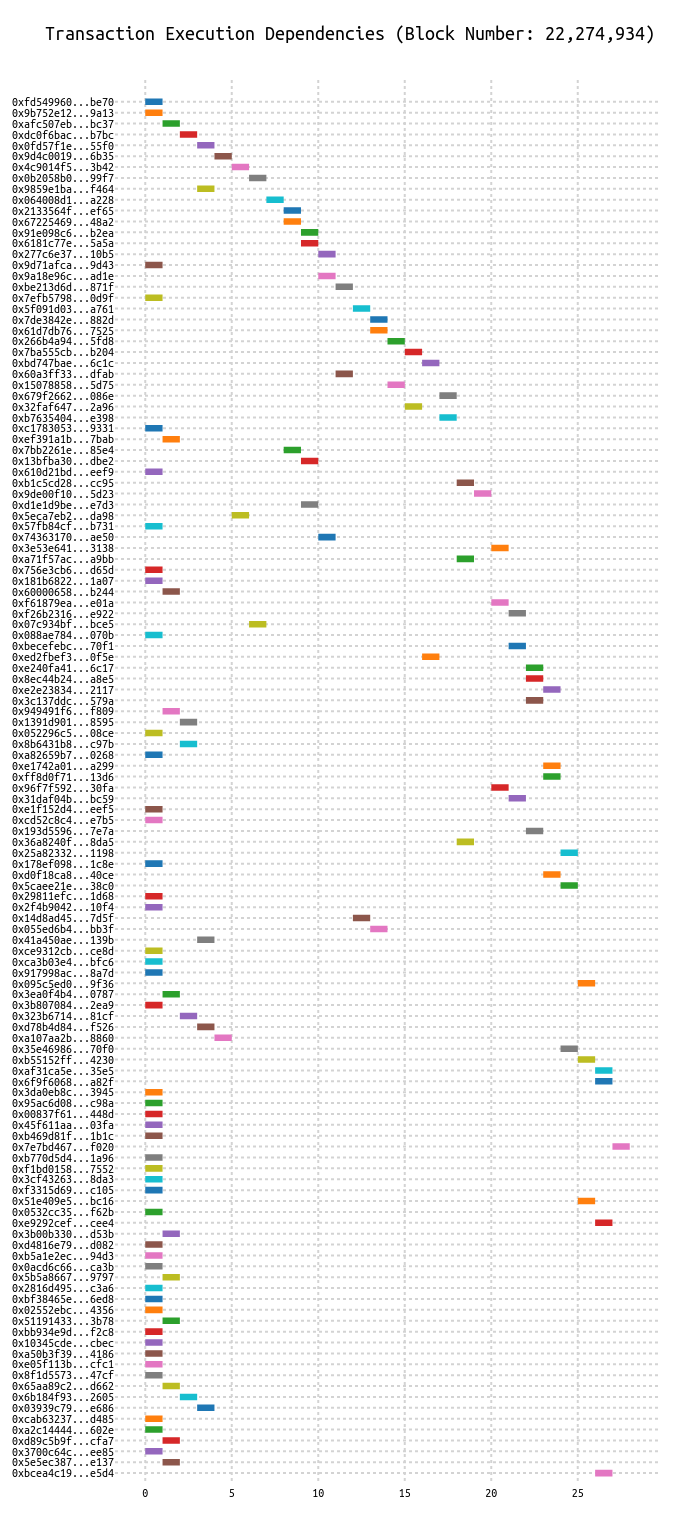 Transaction Execution Dependencies (Block Number: 22,274,934)
0xfd549960...be70
0x9b752e12...9a13
0xafc507eb...bc37
0xdc0f6bac...b7bc
0x0fd57f1e...55f0
0x9d4c0019...6b35
0x4c9014f5...3b42
0x0b2058b0...99f7
0x9859e1ba...f464
0x064008d1...a228
0x2133564f...ef65
0x67225469...48a2
0x91e098c6...b2ea
0x6181c77e...5a5a
0x277c6e37...10b5
0x9d71afca...9d43
0x9a18e96c...ad1e
0xbe213d6d...871f
0x7efb5798...0d9f
0x5f091d03...a761
0x7de3842e...882d
0x61d7db76...7525
0x266b4a94...5fd8
0x7ba555cb...b204
0xbd747bae...6c1c
0x60a3ff33...dfab
0x15078858...5d75
0x679f2662...086e
0x32faf647...2a96
0xb7635404...e398
0xc1783053...9331
0xef391a1b...7bab
0x7bb2261e...85e4
0x13bfba30...dbe2
0x610d21bd...eef9
0xb1c5cd28...cc95
0x9de00f10...5d23
0xd1e1d9be...e7d3
0x5eca7eb2...da98
0x57fb84cf...b731
0x74363170...ae50
0x3e53e641...3138
0xa71f57ac...a9bb
0x756e3cb6...d65d
0x181b6822...1a07
0x60000658...b244
0xf61879ea...e01a
0xf26b2316...e922
0x07c934bf...bce5
0x088ae784...070b
0xbecefebc...70f1
0xed2fbef3...0f5e
0xe240fa41...6c17
0x8ec44b24...a8e5
0xe2e23834...2117
0x3c137ddc...579a
0x949491f6...f809
0x1391d901...8595
0x052296c5...08ce
0x8b6431b8...c97b
0xa82659b7...0268
0xe1742a01...a299
0xff8d0f71...13d6
0x96f7f592...30fa
0x31daf04b...bc59
0xe1f152d4...eef5
0xcd52c8c4...e7b5
0x193d5596...7e7a
0x36a8240f...8da5
0x25a82332...1198
0x178ef098...1c8e
0xd0f18ca8...40ce
0x5caee21e...38c0
0x29811efc...1d68
0x2f4b9042...10f4
0x14d8ad45...7d5f
0x055ed6b4...bb3f
0x41a450ae...139b
0xce9312cb...ce8d
0xca3b03e4...bfc6
0x917998ac...8a7d
0x095c5ed0...9f36
0x3ea0f4b4...0787
0x3b807084...2ea9
0x323b6714...81cf
0xd78b4d84...f526
0xa107aa2b...8860
0x35e46986...70f0
0xb55152ff...4230
0xaf31ca5e...35e5
0x6f9f6068...a82f
0x3da0eb8c...3945
0x95ac6d08...c98a
0x00837f61...448d
0x45f611aa...03fa
0xb469d81f...1b1c
0x7e7bd467...f020
0xb770d5d4...1a96
0xf1bd0158...7552
0x3cf43263...8da3
0xf3315d69...c105
0x51e409e5...bc16
0x0532cc35...f62b
0xe9292cef...cee4
0x3b00b330...d53b
0xd4816e79...d082
0xb5a1e2ec...94d3
0x0acd6c66...ca3b
0x5b5a8667...9797
0x2816d495...c3a6
0xbf38465e...6ed8
0x02552ebc...4356
0x51191433...3b78
0xbb934e9d...f2c8
0x10345cde...cbec
0xa50b3f39...4186
0xe05f113b...cfc1
0x8f1d5573...47cf
0x65aa89c2...d662
0x6b184f93...2605
0x03939c79...e686
0xcab63237...d485
0xa2c14444...602e
0xd89c5b9f...cfa7
0x3700c64c...ee85
0x5e5ec387...e137
0xbcea4c19...e5d4
0 5 10 15 20 25